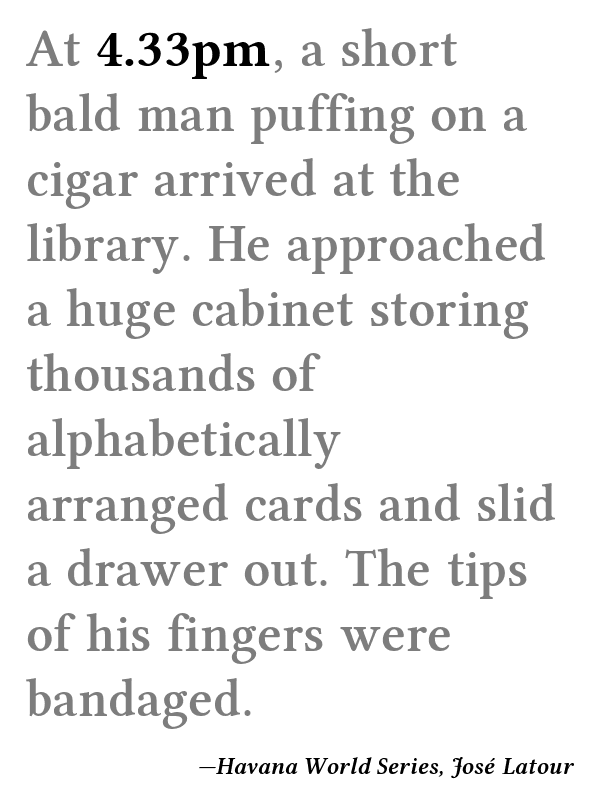 At 4.33pm, a short
bald man puffing on a
cigar arrived at the
library. He approached
a huge cabinet storing
thousands of
alphabetically
arranged cards and slid
a drawer out. The tips
of his fingers were
bandaged.
—Havana World Series, José Latour